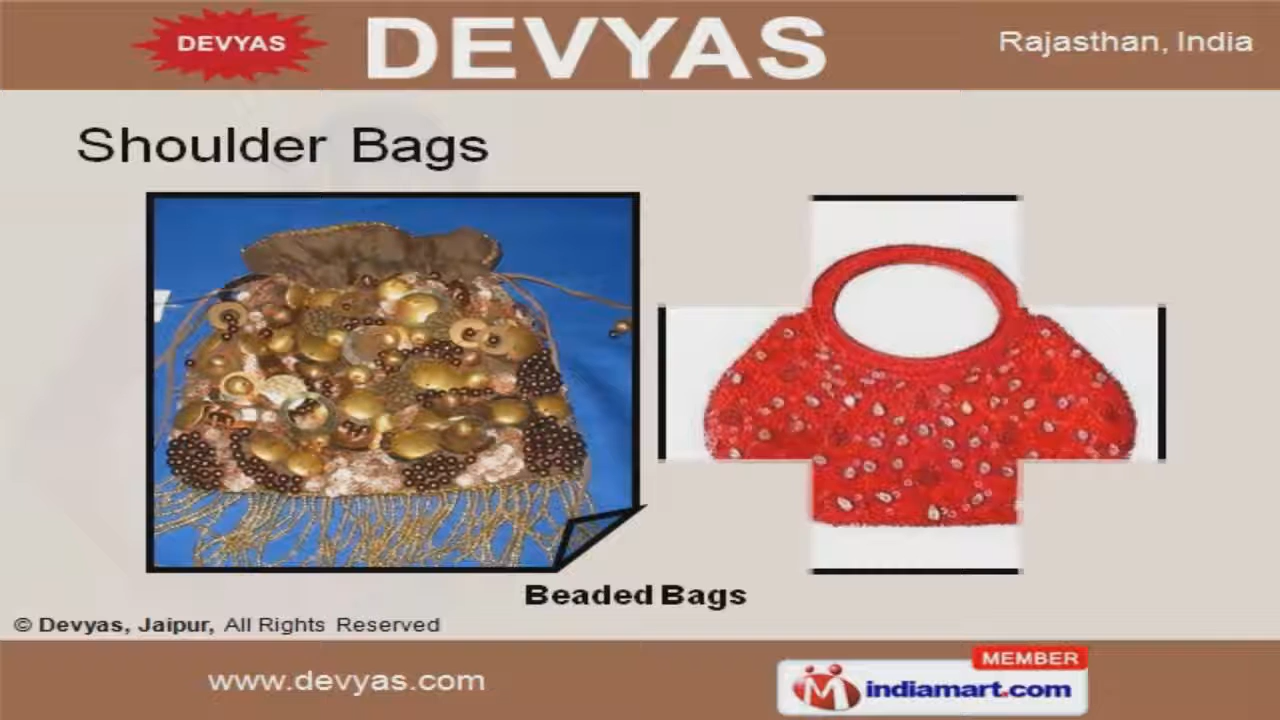 DEVYAS
DEVYAS
Rajasthan, India
Shoulder Bags
Beaded Bags
© Devyas, Jaipur, All Rights Reserved
www.devyas.com
MEMBER
indiamart.com